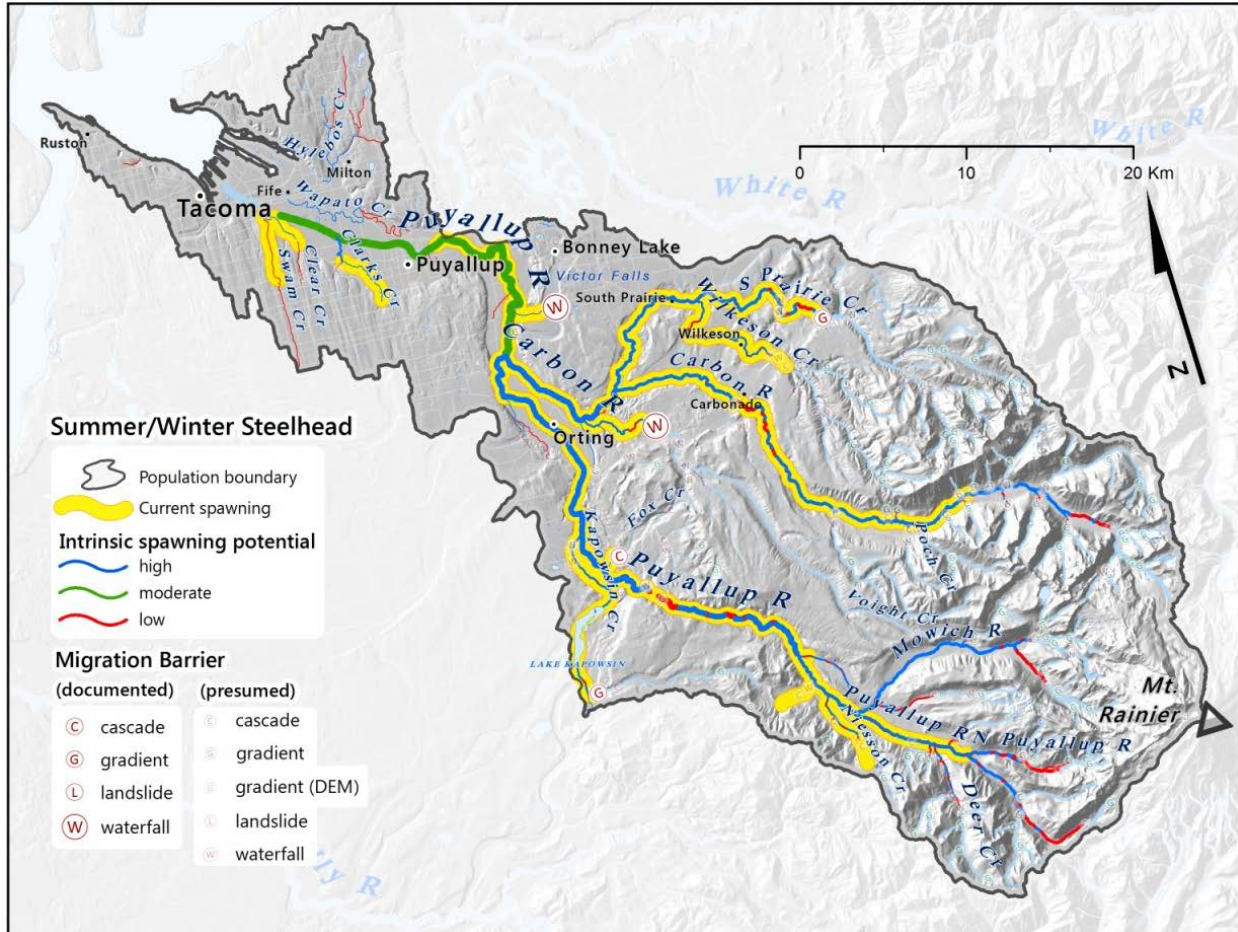 White R
White R
0 10 20 Km
N
Ruston
Hylebos Cr
Milton
Fife
Wapato Cr
Tacoma
Puyallup R
Bonney Lake
Clear Cr
Swam Cr
Clarks Cr
Puyallup
Victor Falls
S Prairie Cr
South Prairie
Wilkeson Cr
Wilkeson
W
G
Carbon R
Carbon R
Carbonado
W
Orting
Fox Cr
Poch Cr
Kapowsin Cr
C
Puyallup R
Voight Cr
Mowich R
LAKE KAPOWSIN
G
Mt.
Rainier
Puyallup R
N Puyallup R
Niesson Cr
Deer Cr
Summer/Winter Steelhead
Population boundary
Current spawning
Intrinsic spawning potential
high
moderate
low
Migration Barrier
(documented) (presumed)
C cascade
G gradient
L landslide
W waterfall
C cascade
G gradient
gradient (DEM)
L landslide
W waterfall
lly R